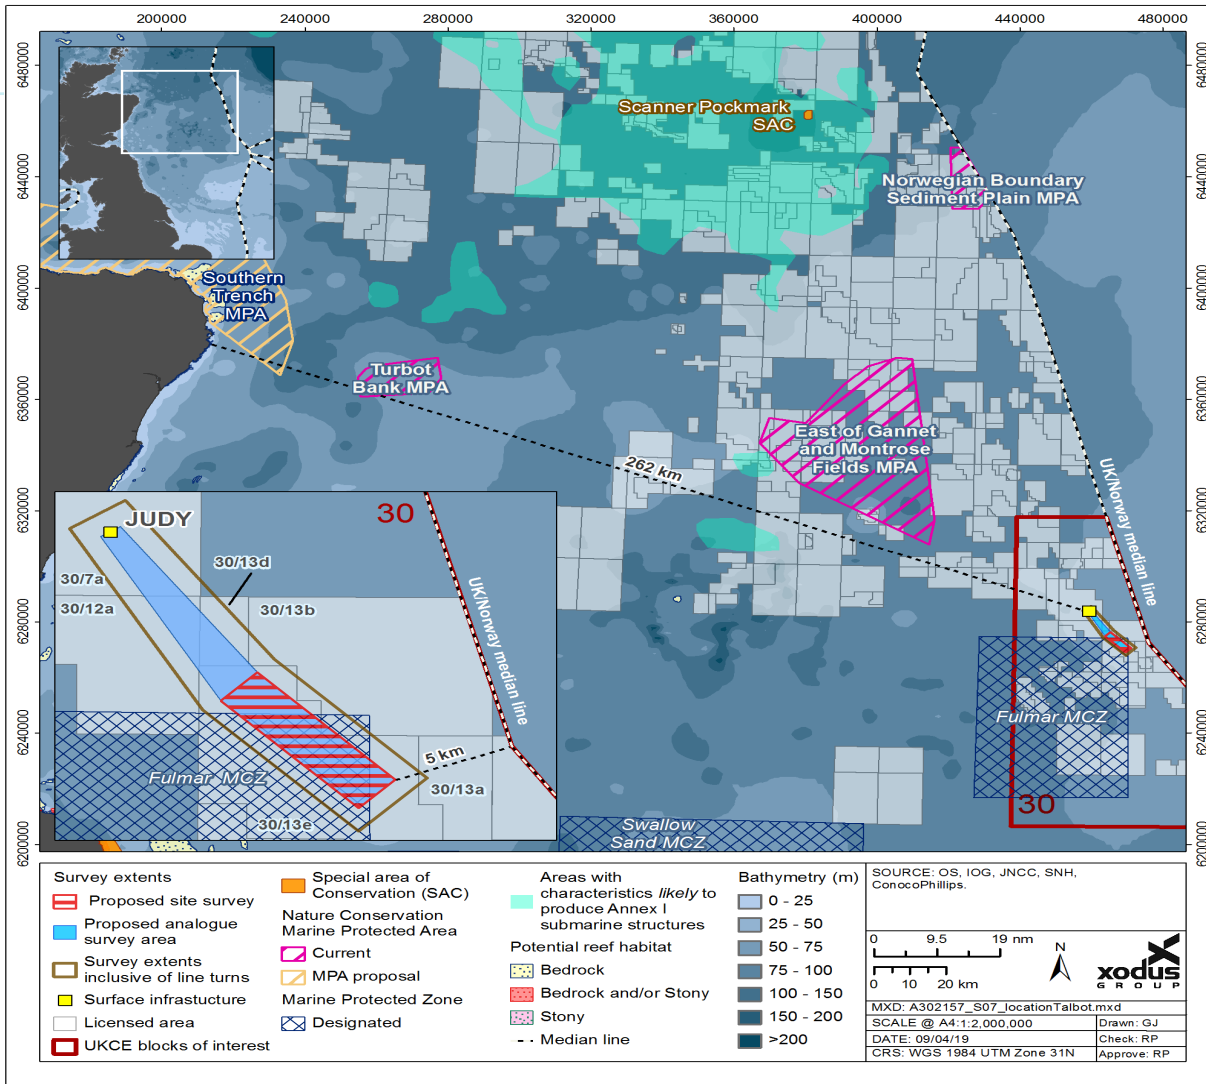 200000 240000 280000 320000 360000 400000 440000 480000
6480000
6440000
6400000
6360000
6320000
6280000
6240000
6200000
6480000
6440000
6400000
6360000
6320000
6280000
6240000
6200000
Scanner Pockmark
SAC
Norwegian Boundary
Sediment Plain MPA
Southern
Trench
MPA
Turbot
Bank MPA
East of Gannet
and Montrose
Fields MPA
262 km
UK/Norway median line
Fulmar MCZ
30
Swallow
Sand MCZ
JUDY
30
30/7a
30/12a
30/13d
30/13b
UK/Norway median line
5 km
Fulmar MCZ
30/13a
30/13e
Survey extents
Proposed site survey
Proposed analogue
survey area
Survey extents
inclusive of line turns
Surface infrastucture
Licensed area
UKCE blocks of interest
Special area of
Conservation (SAC)
Nature Conservation
Marine Protected Area
Current
MPA proposal
Marine Protected Zone
Designated
Areas with
characteristics likely to
produce Annex I
submarine structures
Potential reef habitat
Bedrock
Bedrock and/or Stony
Stony
Median line
Bathymetry (m)
0 - 25
25 - 50
50 - 75
75 - 100
100 - 150
150 - 200
>200
SOURCE: OS, IOG, JNCC, SNH,
ConocoPhillips.
0 9.5 19 nm
0 10 20 km
N
xodus
GROUP
MXD: A302157_S07_locationTalbot.mxd
SCALE @ A4:1:2,000,000
Drawn: GJ
DATE: 09/04/19
Check: RP
CRS: WGS 1984 UTM Zone 31N
Approve: RP